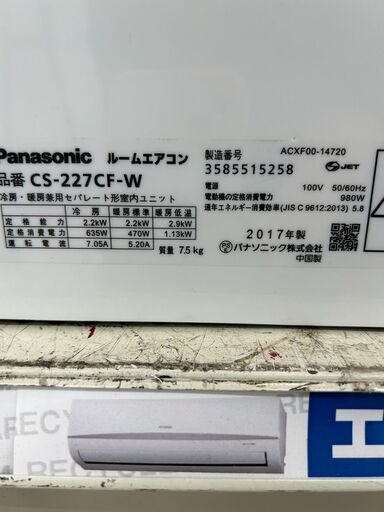 Panasonic ルームエアコン
品番 CS-227CF-W
冷房・暖房兼用セパレート形室内ユニット
冷 房 暖房標準 暖房低温
定 格 能 力 2.2kW 2.2kW 2.9kW
定格消費電力 635W 470W 1.13kW
運 転 電 流 7.05A 5.20A
質量 7.5kg
ACXF00-14720
製造番号
3585515258
JET
電源 100V 50/60Hz
電動機の定格消費電力 980W
通年エネルギー消費効率(JIS C 9612:2013) 5.8
2017年製
PS E
パナソニック株式会社
中国製
RECYC
RECYCLE
エ